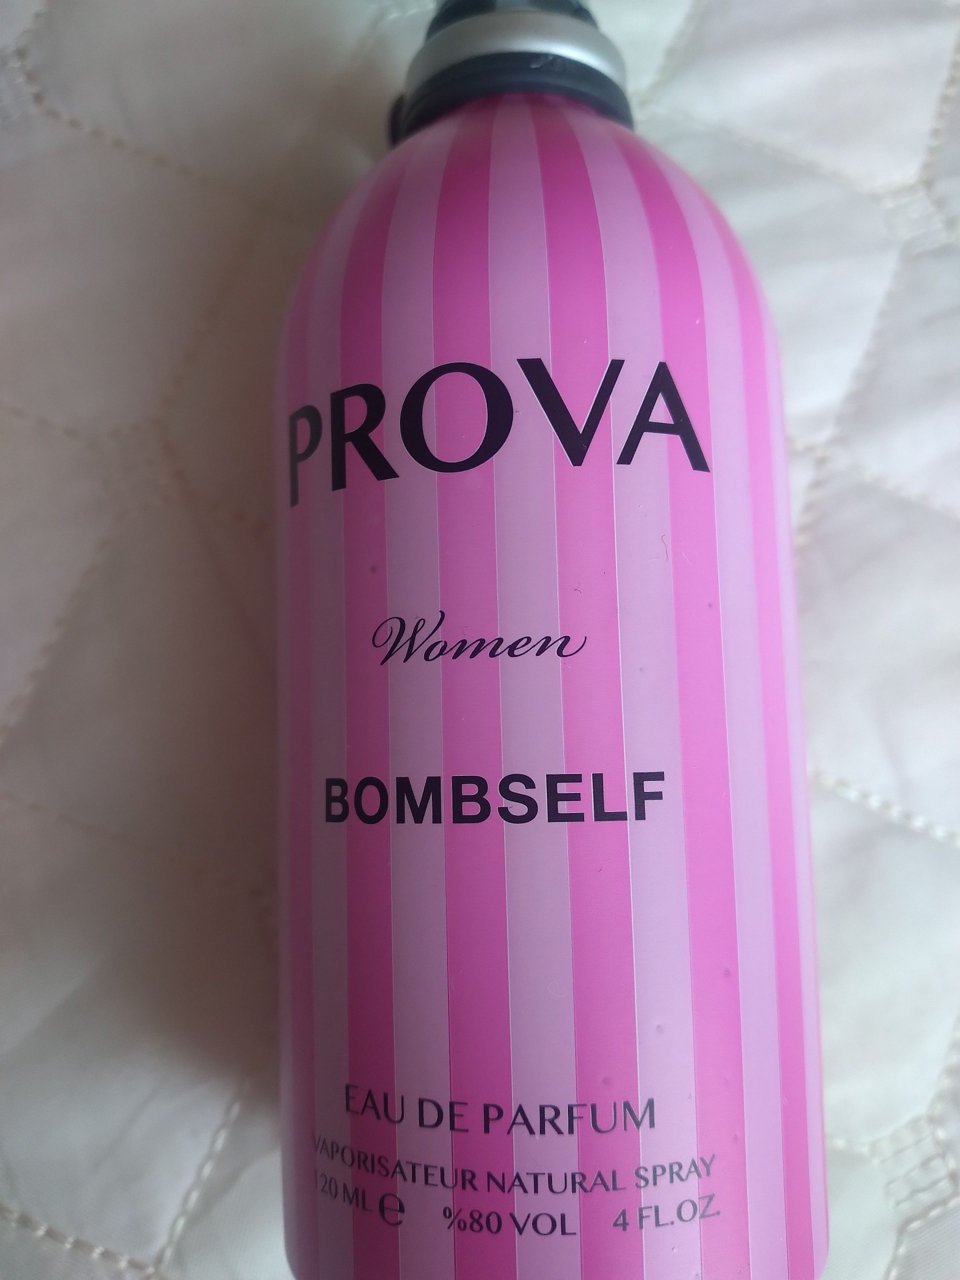 PROVA
Women
BOMBSELF
EAU DE PARFUM
VAPORISATEUR NATURAL SPRAY
120 ML e %80 VOL 4 FL.OZ.